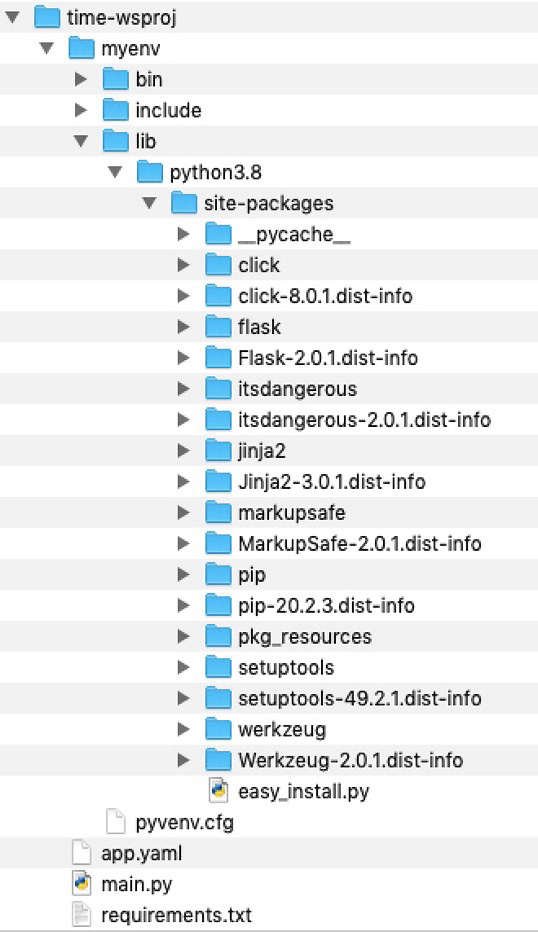 time-wsproj
myenv
bin
include
lib
python3.8
site-packages
__pycache__
click
click-8.0.1.dist-info
flask
Flask-2.0.1.dist-info
itsdangerous
itsdangerous-2.0.1.dist-info
jinja2
Jinja2-3.0.1.dist-info
markupsafe
MarkupSafe-2.0.1.dist-info
pip
pip-20.2.3.dist-info
pkg_resources
setuptools
setuptools-49.2.1.dist-info
werkzeug
Werkzeug-2.0.1.dist-info
easy_install.py
pyvenv.cfg
app.yaml
main.py
requirements.txt